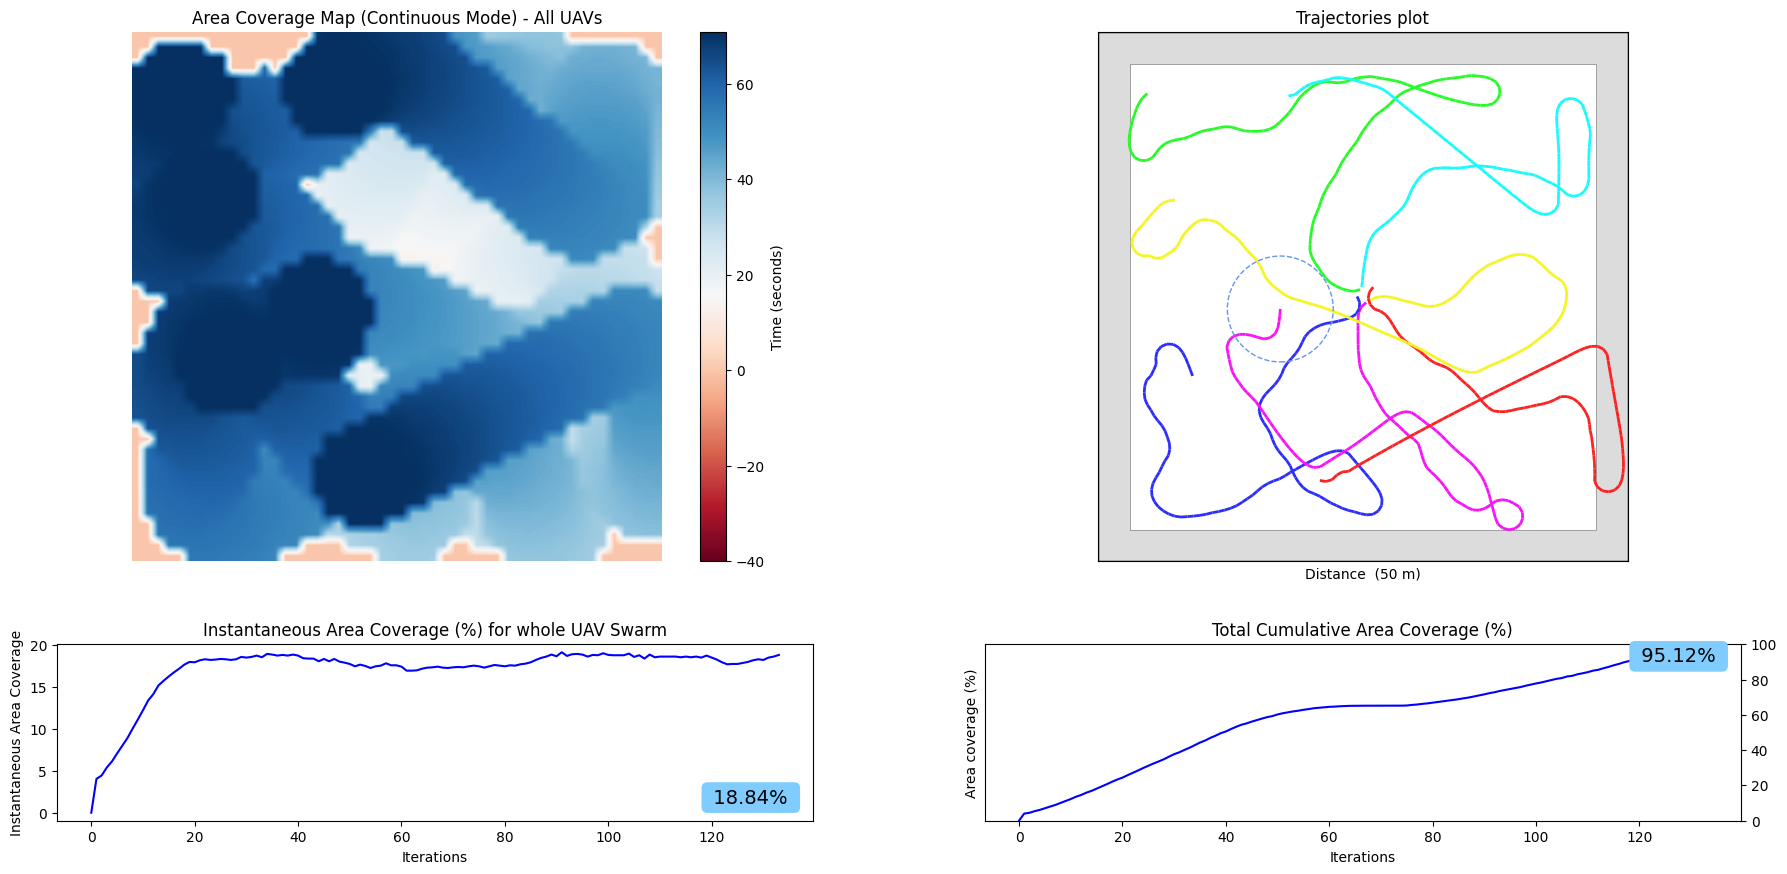 Area Coverage Map (Continuous Mode) - All UAVs
60
40
20
0
−20
−40
Time (seconds)
Trajectories plot
Distance  (50 m)
Instantaneous Area Coverage (%) for whole UAV Swarm
Instantaneous Area Coverage
20
15
10
5
0
18.84%
0 20 40 60 80 100 120
Iterations
Total Cumulative Area Coverage (%)
Area coverage (%)
95.12%
100
80
60
40
20
0
0 20 40 60 80 100 120
Iterations